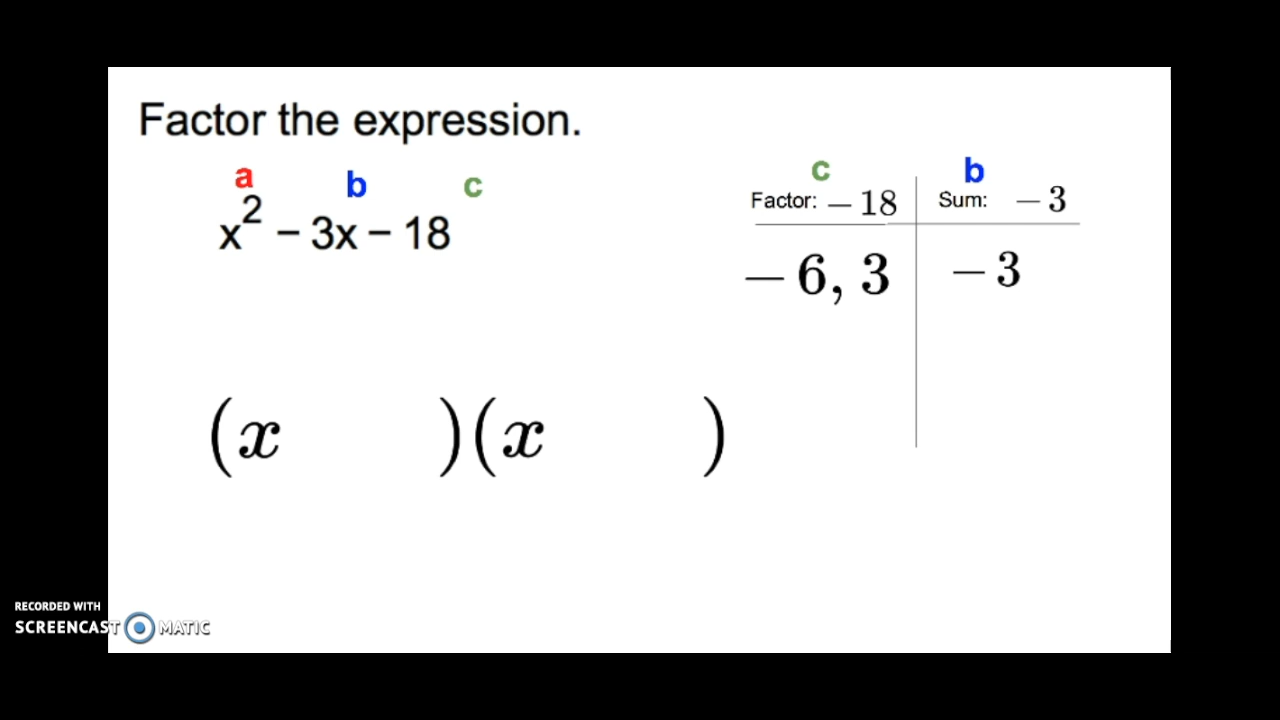 Factor the expression.
a b c
x² − 3x − 18
c b
Factor: − 18 Sum: − 3
− 6, 3 − 3
(x )(x )
RECORDED WITH
SCREENCAST MATIC